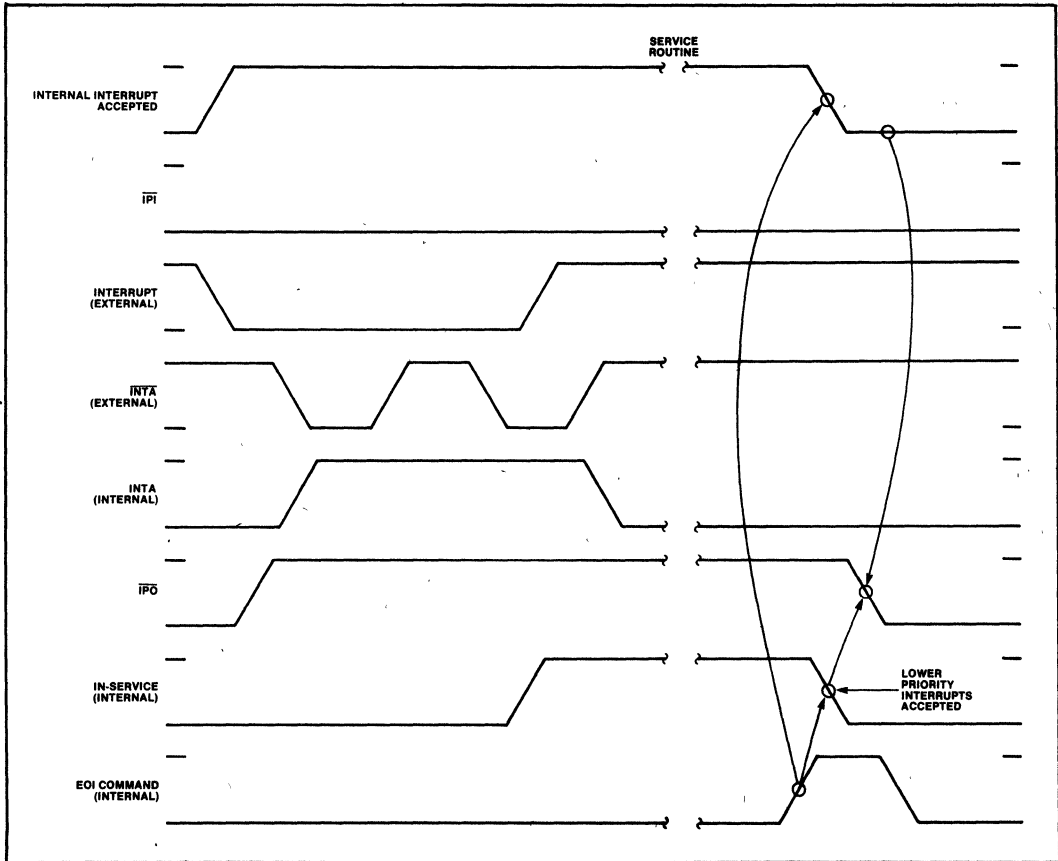 SERVICE
ROUTINE
INTERNAL INTERRUPT
ACCEPTED
IPI
INTERRUPT
(EXTERNAL)
INTA
(EXTERNAL)
INTA
(INTERNAL)
IPO
IN-SERVICE
(INTERNAL)
LOWER
PRIORITY
INTERRUPTS
ACCEPTED
EOI COMMAND
(INTERNAL)